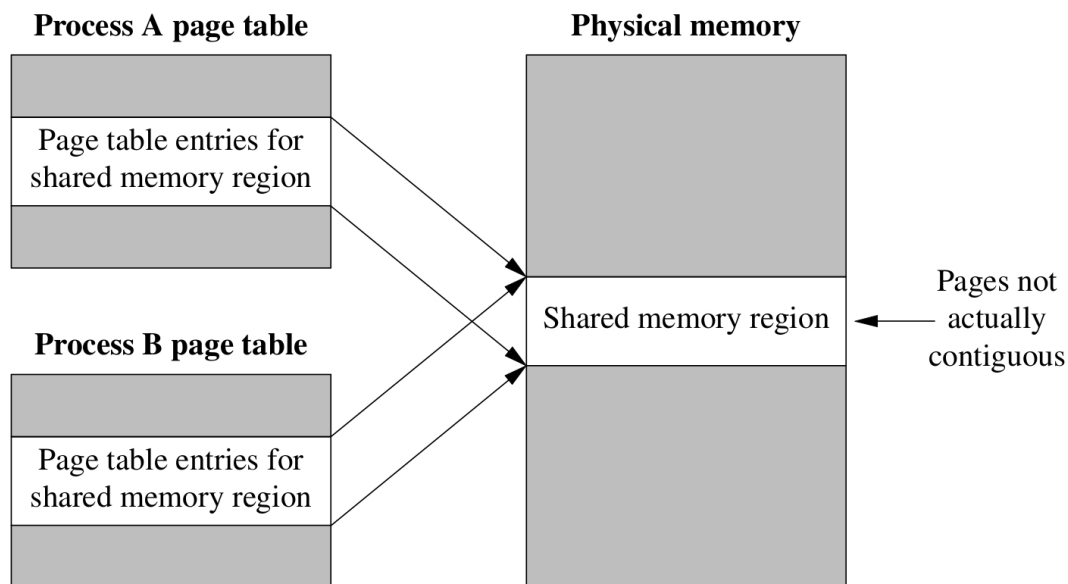 Process A page table
Page table entries for
shared memory region
Process B page table
Page table entries for
shared memory region
Physical memory
Shared memory region
Pages not
actually
contiguous